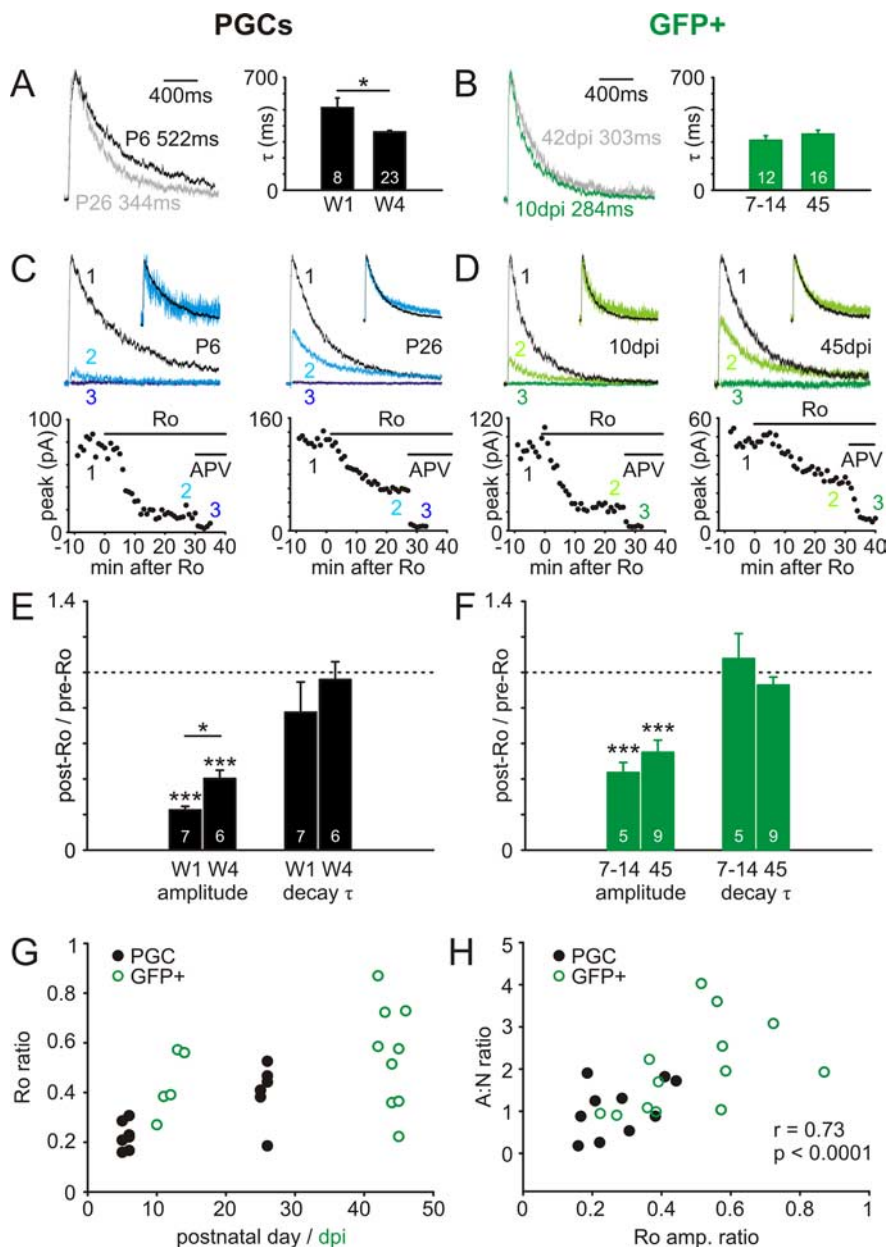 PGCs
GFP+
A
400ms
P6 522ms
P26 344ms
700
τ (ms)
0
8
23
*
W1
W4
B
400ms
42dpi 303ms
10dpi 284ms
700
τ (ms)
0
12
16
7-14
45
C
1
2
3
P6
1
2
3
P26
D
1
2
3
10dpi
1
2
3
45dpi
100
peak (pA)
0
Ro
APV
1
2
3
-10 0 10 20 30 40
min after Ro
160
0
Ro
APV
1
2
3
-10 0 10 20 30 40
min after Ro
120
peak (pA)
0
Ro
APV
1
2
3
-10 0 10 20 30 40
min after Ro
60
0
Ro
APV
1
2
3
-10 0 10 20 30 40
min after Ro
E
1.4
post-Ro / pre-Ro
0
*
***
***
7
6
7
6
W1 W4
amplitude
W1 W4
decay τ
F
1.4
post-Ro / pre-Ro
0
***
***
5
9
5
9
7-14 45
amplitude
7-14 45
decay τ
G
PGC
GFP+
1
0.8
0.6
0.4
0.2
0
Ro ratio
0 10 20 30 40 50
postnatal day / dpi
H
PGC
GFP+
5
4
3
2
1
0
A:N ratio
r = 0.73
p < 0.0001
0 0.2 0.4 0.6 0.8 1
Ro amp. ratio